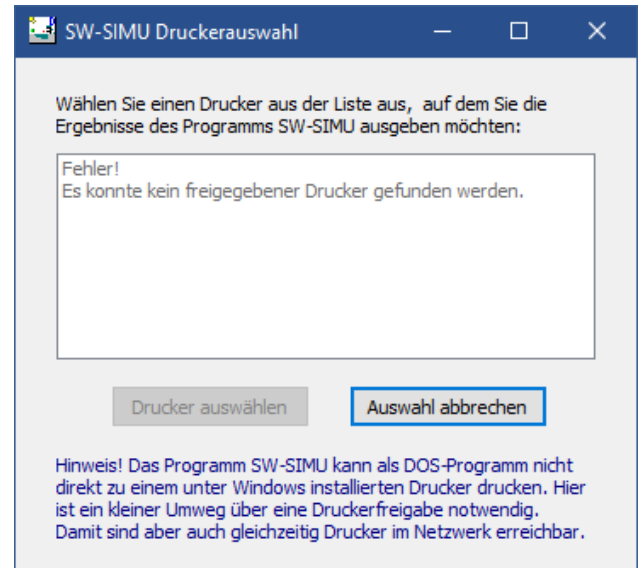 SW-SIMU Druckerauswahl
Wählen Sie einen Drucker aus der Liste aus, auf dem Sie die
Ergebnisse des Programms SW-SIMU ausgeben möchten:
Fehler!
Es konnte kein freigegebener Drucker gefunden werden.
Drucker auswählen
Auswahl abbrechen
Hinweis! Das Programm SW-SIMU kann als DOS-Programm nicht
direkt zu einem unter Windows installierten Drucker drucken. Hier
ist ein kleiner Umweg über eine Druckerfreigabe notwendig.
Damit sind aber auch gleichzeitig Drucker im Netzwerk erreichbar.